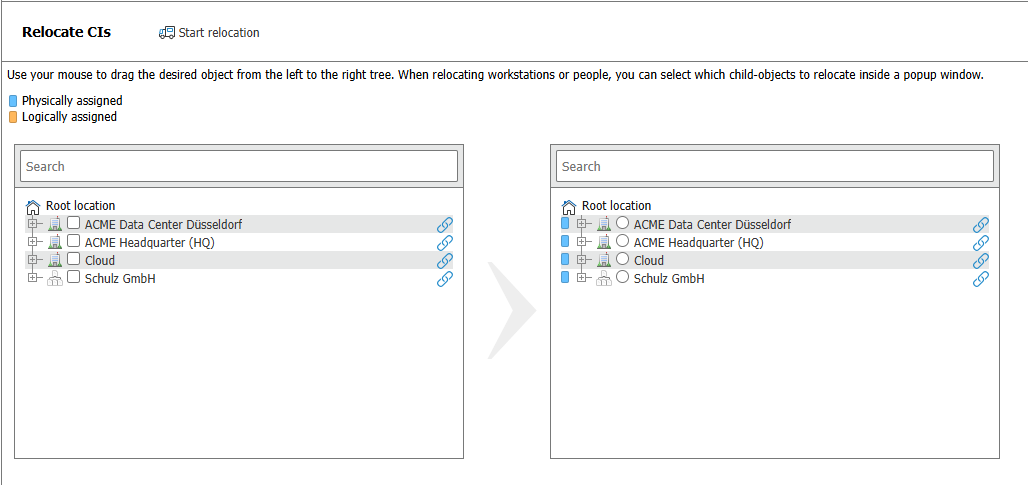 Relocate CIs Start relocation
Use your mouse to drag the desired object from the left to the right tree. When relocating workstations or people, you can select which child-objects to relocate inside a popup window.
Physically assigned
Logically assigned
Search
Root location
ACME Data Center Düsseldorf
ACME Headquarter (HQ)
Cloud
Schulz GmbH
Search
Root location
ACME Data Center Düsseldorf
ACME Headquarter (HQ)
Cloud
Schulz GmbH